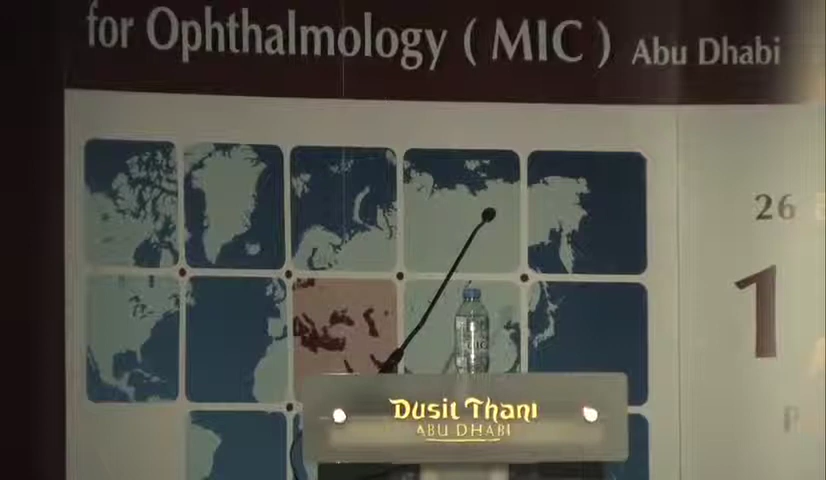 for Ophthalmology ( MIC ) Abu Dhabi
26
1
Dusit Thani
ABU DHABI